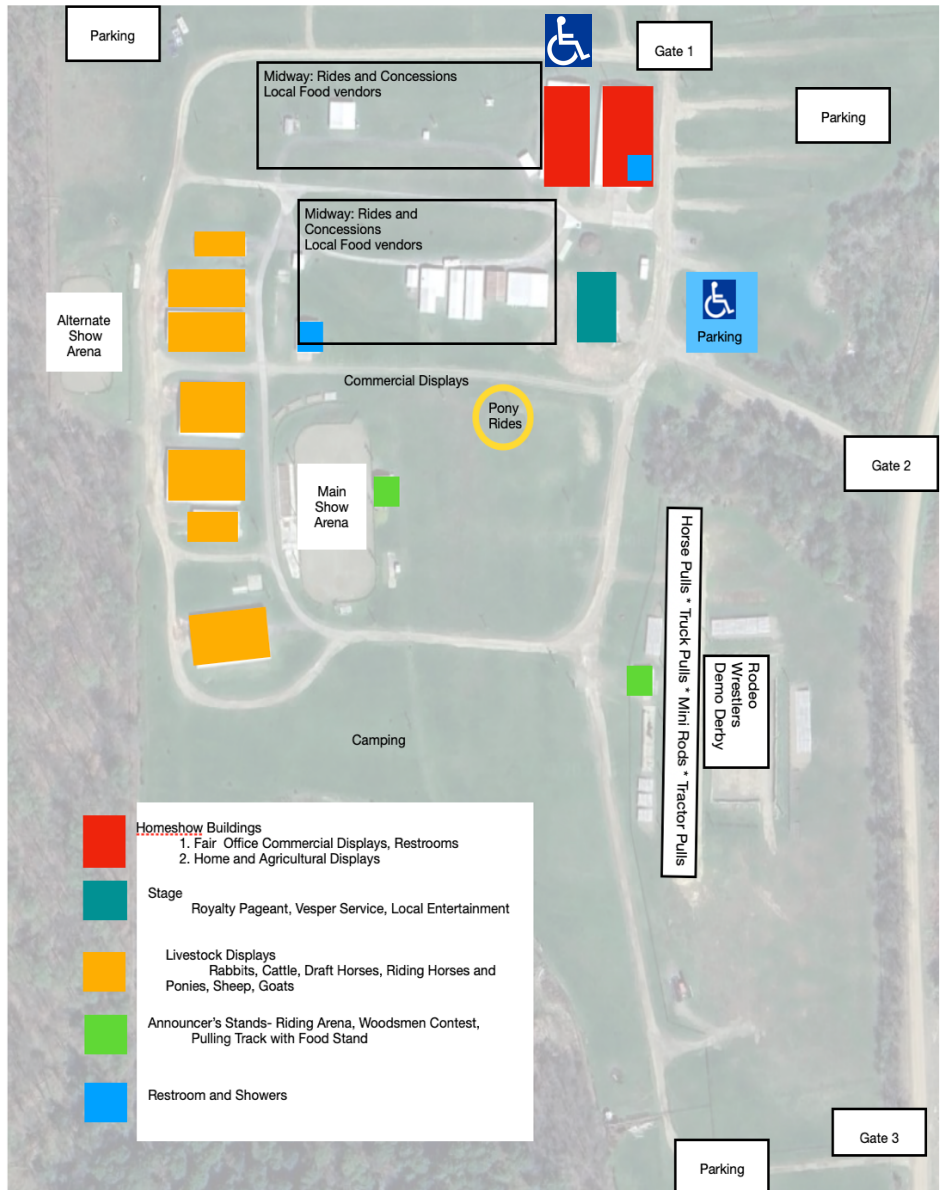 Parking
Gate 1
Midway: Rides and Concessions
Local Food vendors
Parking
Midway: Rides and
Concessions
Local Food vendors
Alternate
Show
Arena
Parking
Commercial Displays
Pony
Rides
Gate 2
Main
Show
Arena
Horse Pulls * Truck Pulls * Mini Rods * Tractor Pulls
Rodeo
Wrestlers
Demo Derby
Camping
Homeshow Buildings
1. Fair Office Commercial Displays, Restrooms
2. Home and Agricultural Displays
Stage
Royalty Pageant, Vesper Service, Local Entertainment
Livestock Displays
Rabbits, Cattle, Draft Horses, Riding Horses and
Ponies, Sheep, Goats
Announcer's Stands- Riding Arena, Woodsmen Contest,
Pulling Track with Food Stand
Restroom and Showers
Gate 3
Parking